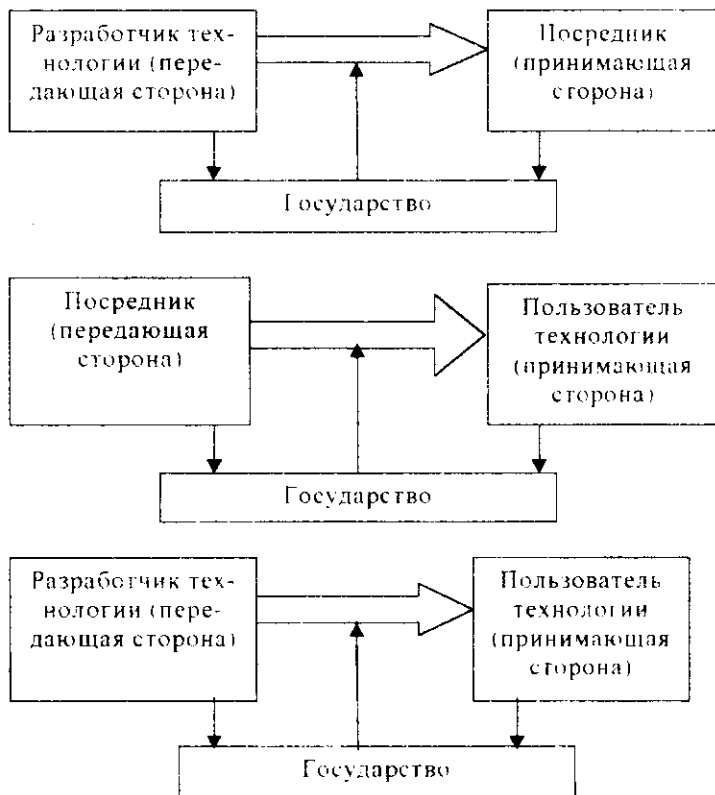 Разработчик тех-
нологии (пере-
дающая сторона)
Посредник
(принимающая
сторона)
Государство
Посредник
(передающая
сторона)
Пользователь
технологии
(принимающая
сторона)
Государство
Разработчик тех-
нологии (пере-
дающая сторона)
Пользователь
технологии
(принимающая
сторона)
Государство